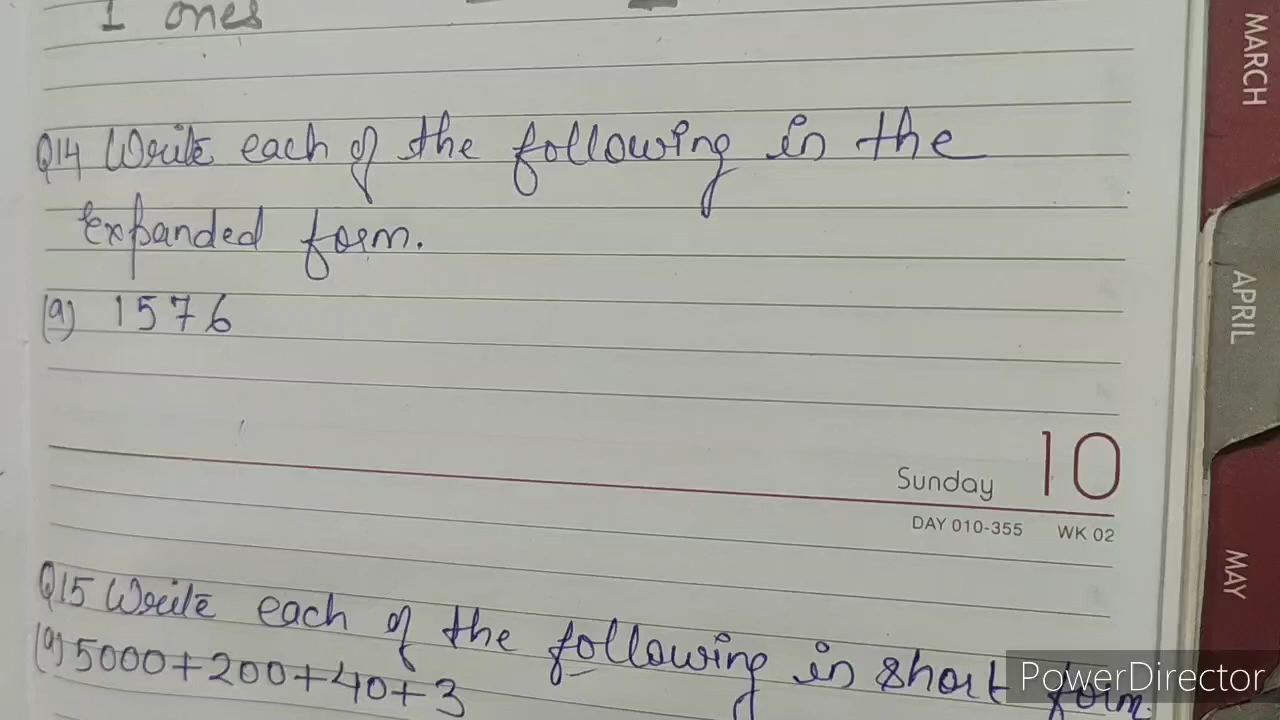 1 ones
Q14 Write each of the following in the
expanded form.
(a) 1576
Sunday 10
DAY 010-355 WK 02
Q15 Write each of the following in short form.
(a) 5000+200+40+3
MARCH
APRIL
MAY
PowerDirector